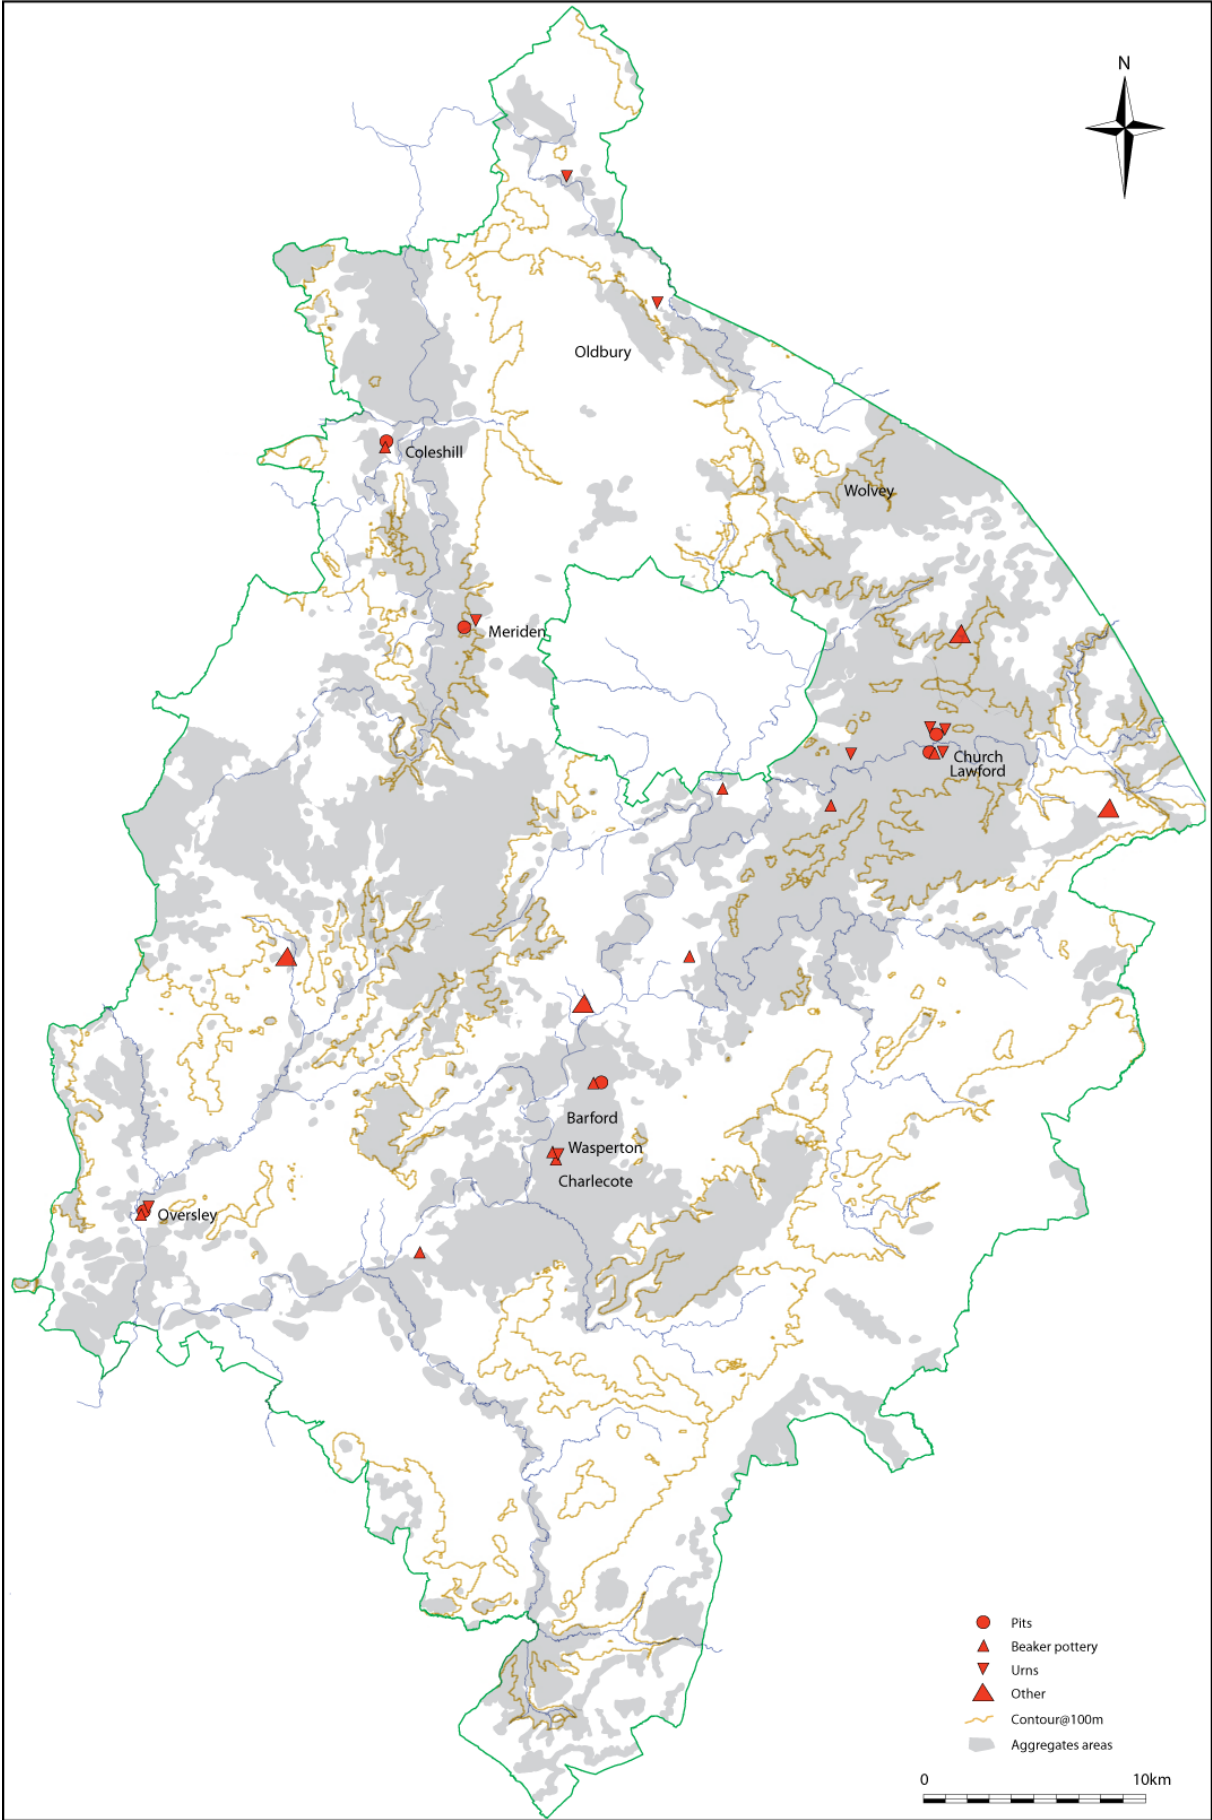 N
Oldbury
Coleshill
Wolvey
Meriden
Church
Lawford
Barford
Wasperton
Charlecote
Oversley
Pits
Beaker pottery
Urns
Other
Contour@100m
Aggregates areas
0 10km